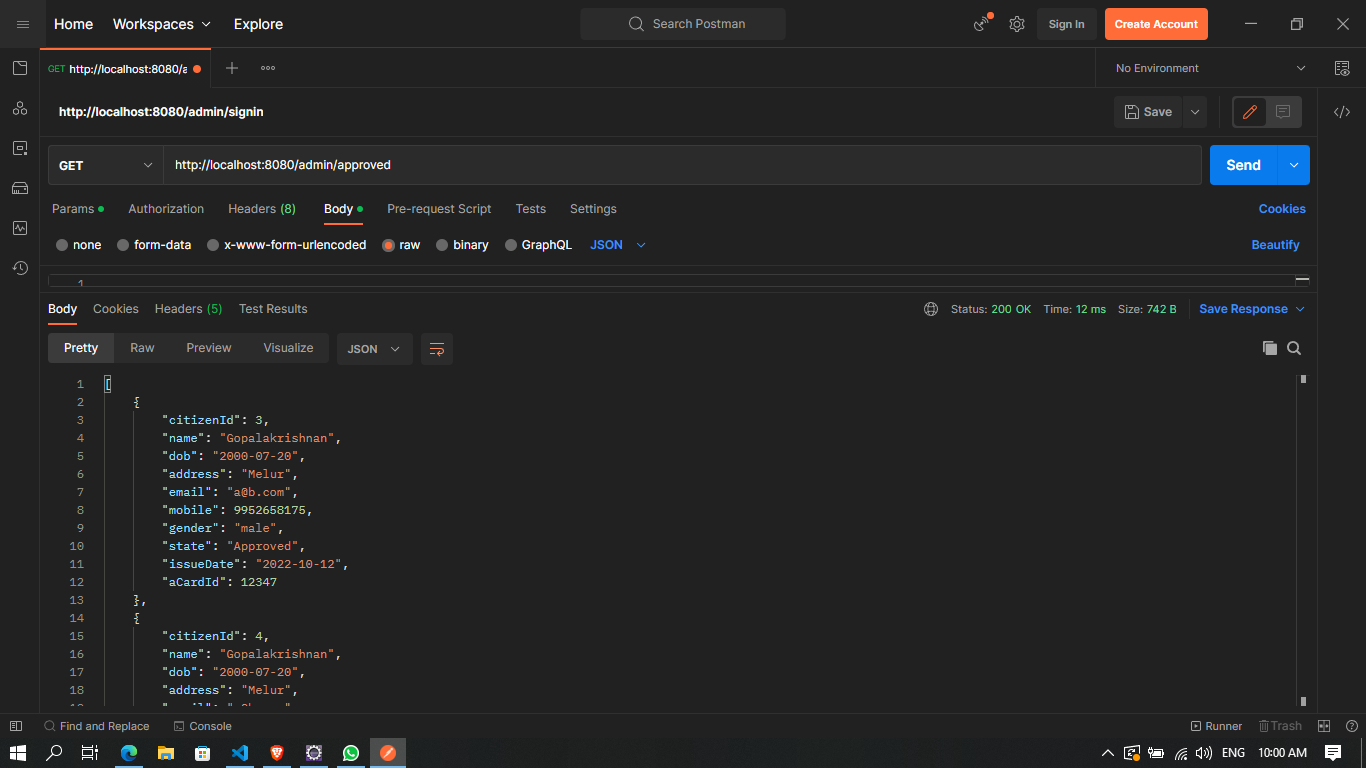 Home Workspaces Explore Search Postman Sign In Create Account
GET http://localhost:8080/a No Environment
http://localhost:8080/admin/signin Save
GET http://localhost:8080/admin/approved Send
Params Authorization Headers (8) Body Pre-request Script Tests Settings Cookies
none form-data x-www-form-urlencoded raw binary GraphQL JSON Beautify
1
Body Cookies Headers (5) Test Results Status: 200 OK Time: 12 ms Size: 742 B Save Response
Pretty Raw Preview Visualize JSON
1 [
2 {
3 "citizenId": 3,
4 "name": "Gopalakrishnan",
5 "dob": "2000-07-20",
6 "address": "Melur",
7 "email": "a@b.com",
8 "mobile": 9952658175,
9 "gender": "male",
10 "state": "Approved",
11 "issueDate": "2022-10-12",
12 "aCardId": 12347
13 },
14 {
15 "citizenId": 4,
16 "name": "Gopalakrishnan",
17 "dob": "2000-07-20",
18 "address": "Melur",
Find and Replace Console Runner Trash
ENG 10:00 AM